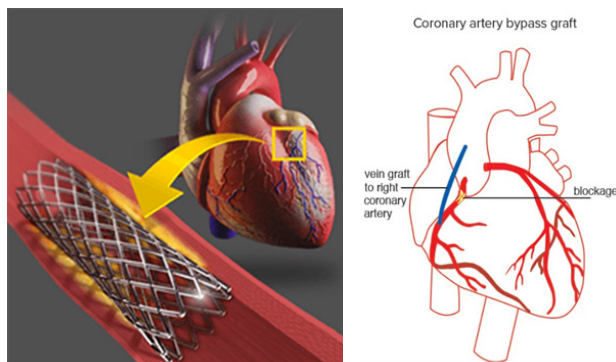 Coronary artery bypass graft
vein graft
to right
coronary
artery
blockage